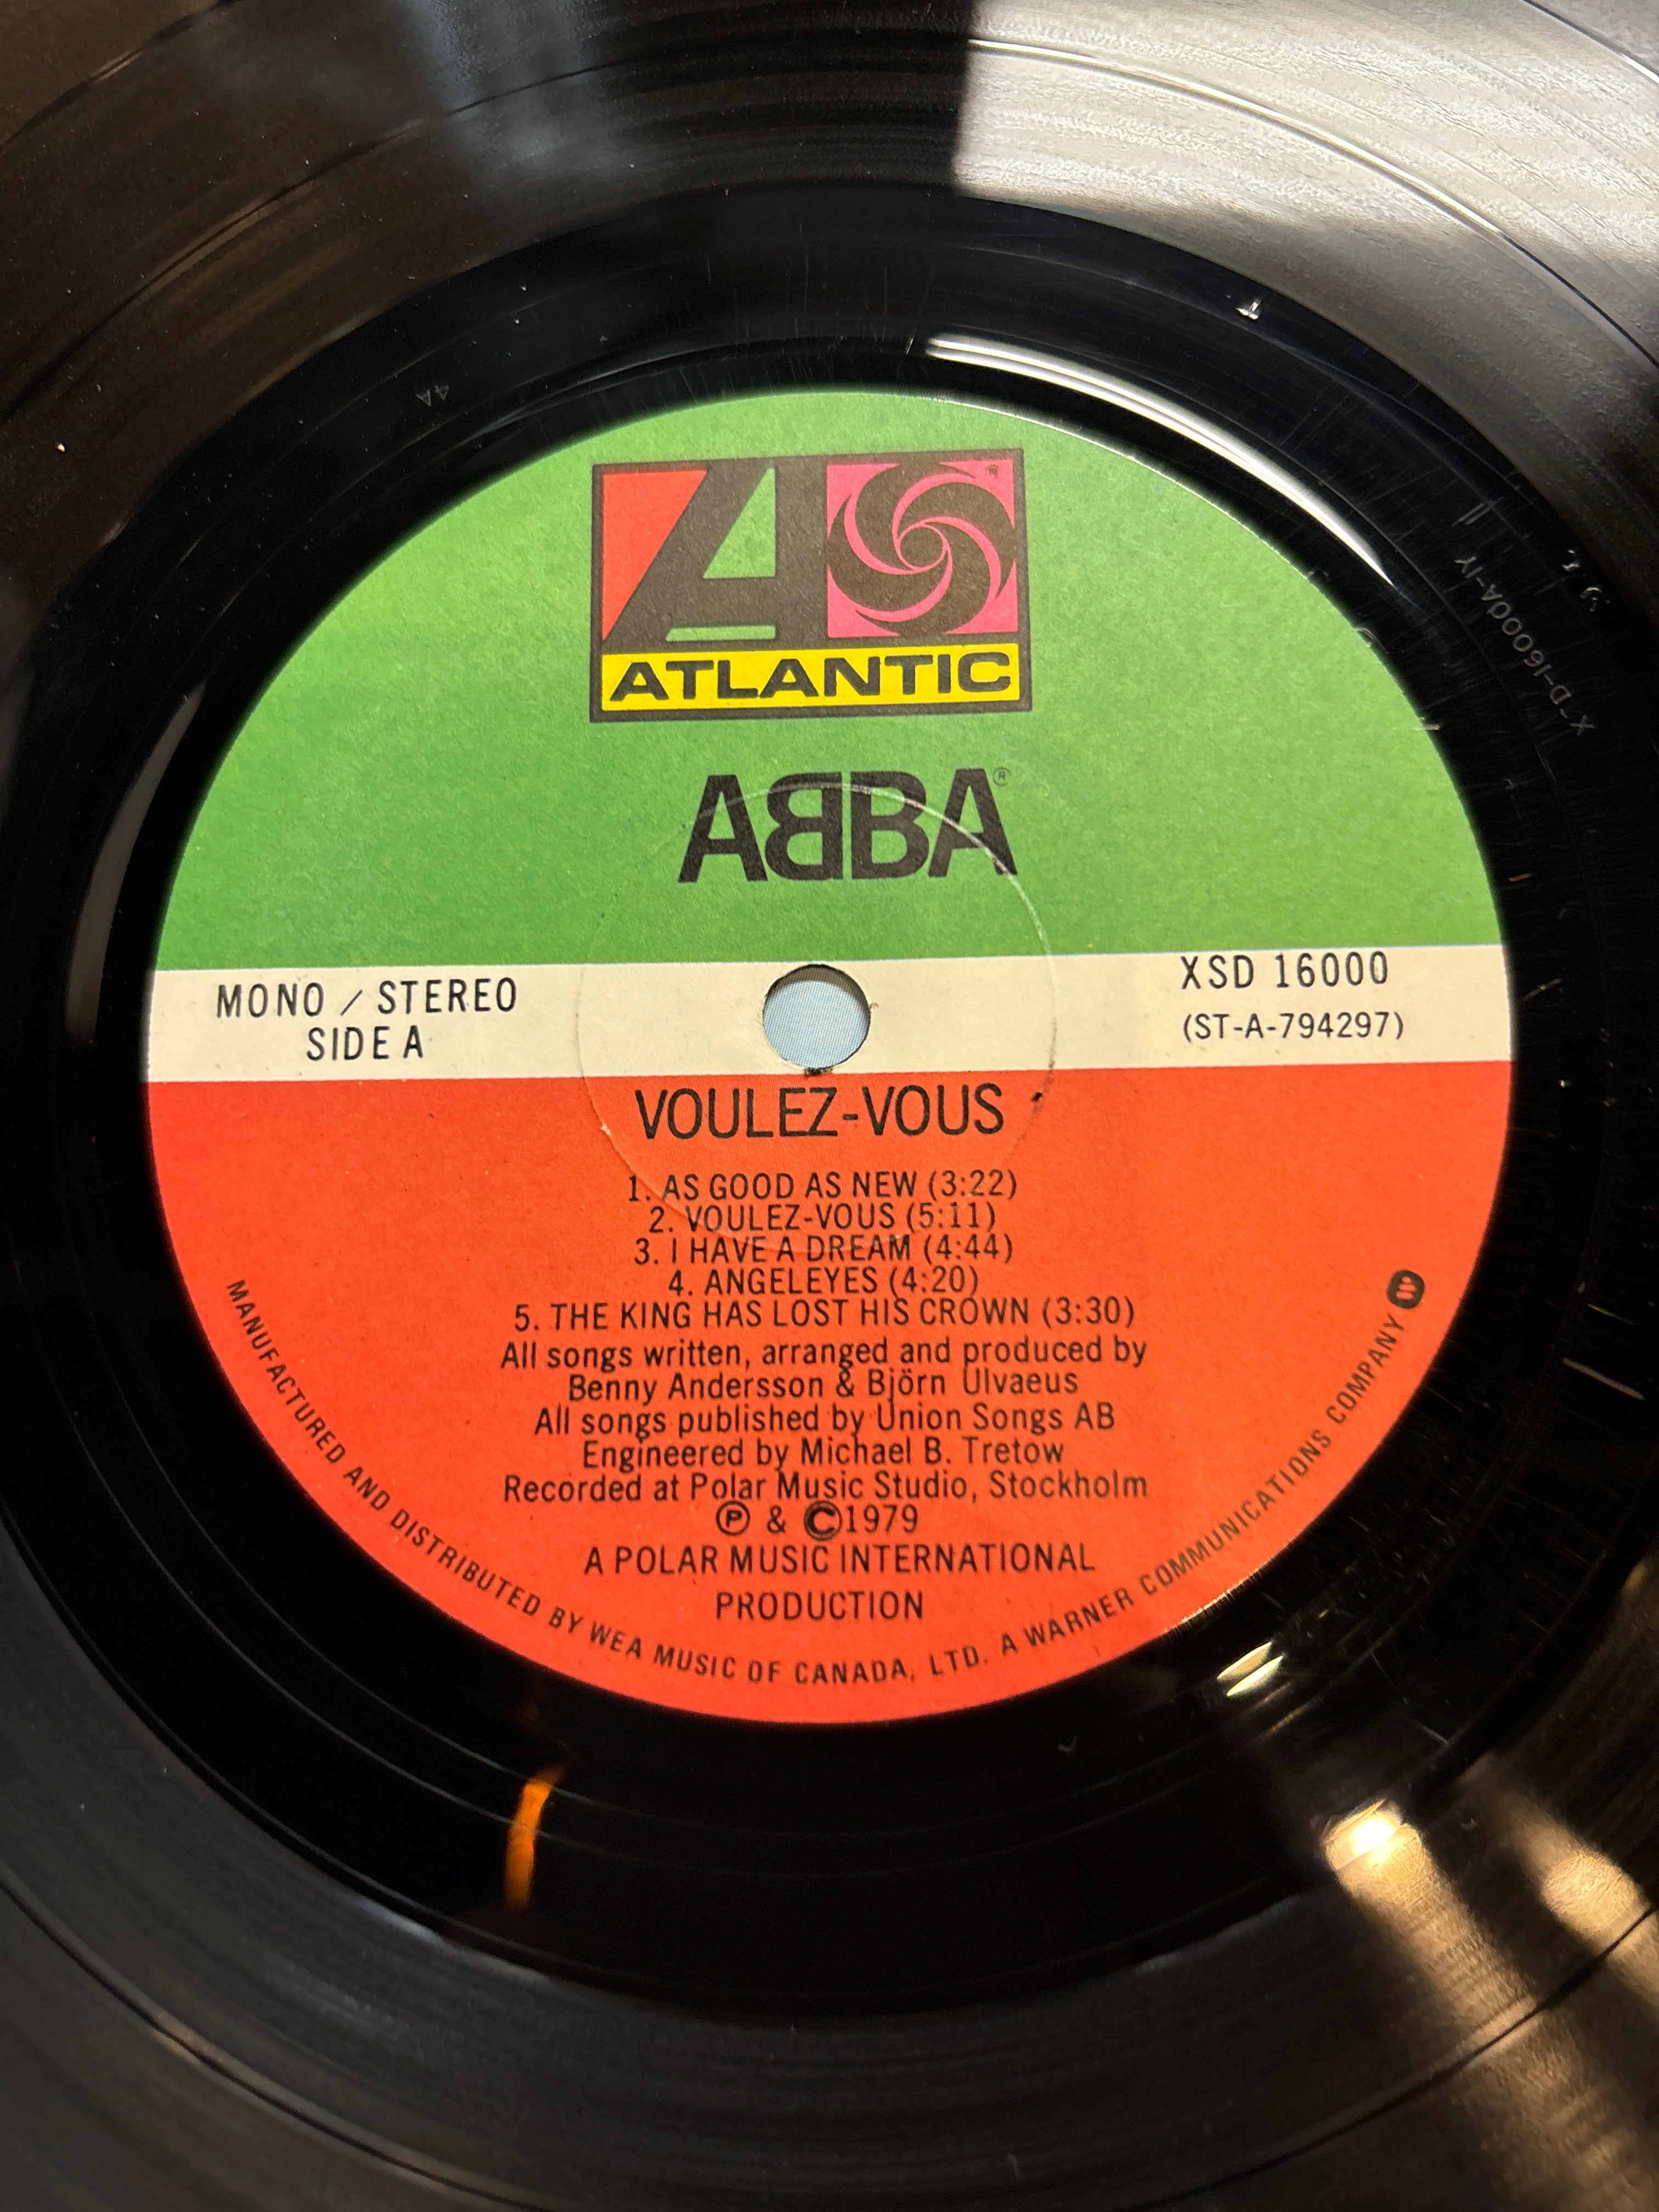 ATLANTIC
ABBA®
MONO / STEREO
SIDE A
XSD 16000
(ST-A-794297)
VOULEZ-VOUS
1. AS GOOD AS NEW (3:22)
2. VOULEZ-VOUS (5:11)
3. I HAVE A DREAM (4:44)
4. ANGELEYES (4:20)
5. THE KING HAS LOST HIS CROWN (3:30)
All songs written, arranged and produced by
Benny Andersson & Björn Ulvaeus
All songs published by Union Songs AB
Engineered by Michael B. Tretow
Recorded at Polar Music Studio, Stockholm
Ⓟ & ©1979
A POLAR MUSIC INTERNATIONAL
PRODUCTION
MANUFACTURED AND DISTRIBUTED BY WEA MUSIC OF CANADA, LTD. A WARNER COMMUNICATIONS COMPANY
4A